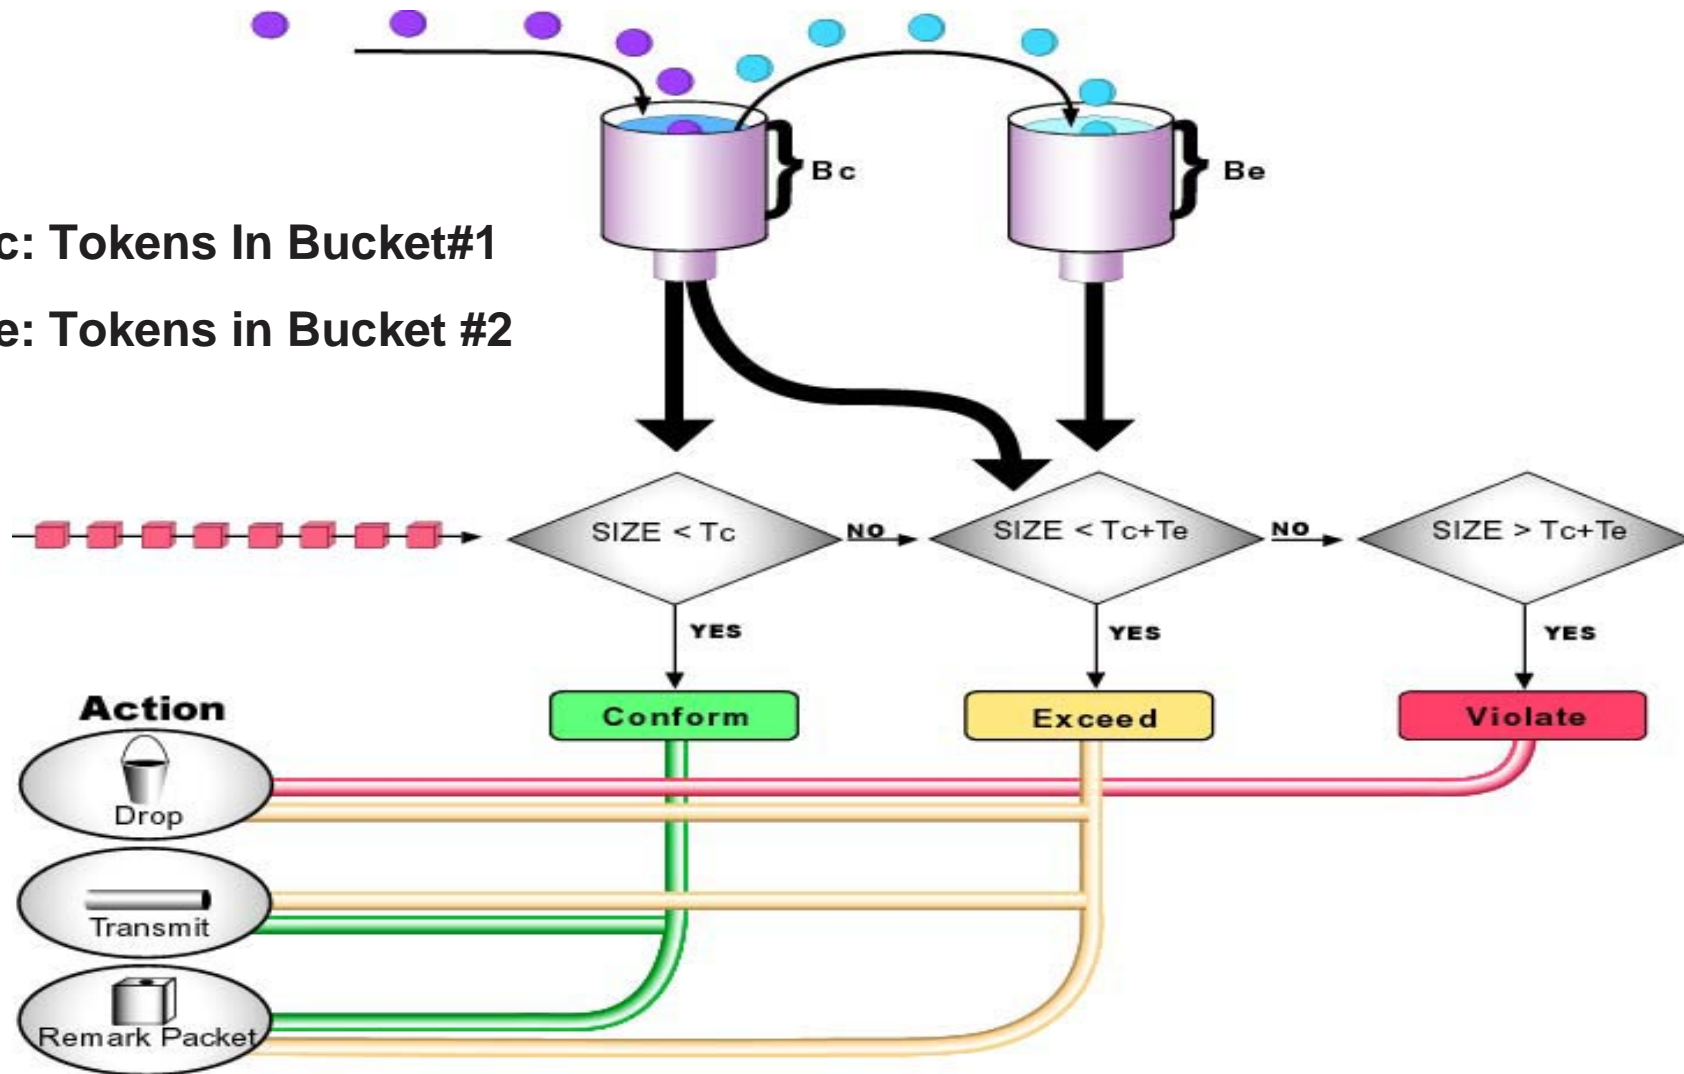 Bc
Be
c: Tokens In Bucket#1
e: Tokens in Bucket #2
SIZE < Tc
NO
SIZE < Tc+Te
NO
SIZE > Tc+Te
YES
YES
YES
Action
Conform
Exceed
Violate
Drop
Transmit
Remark Packet